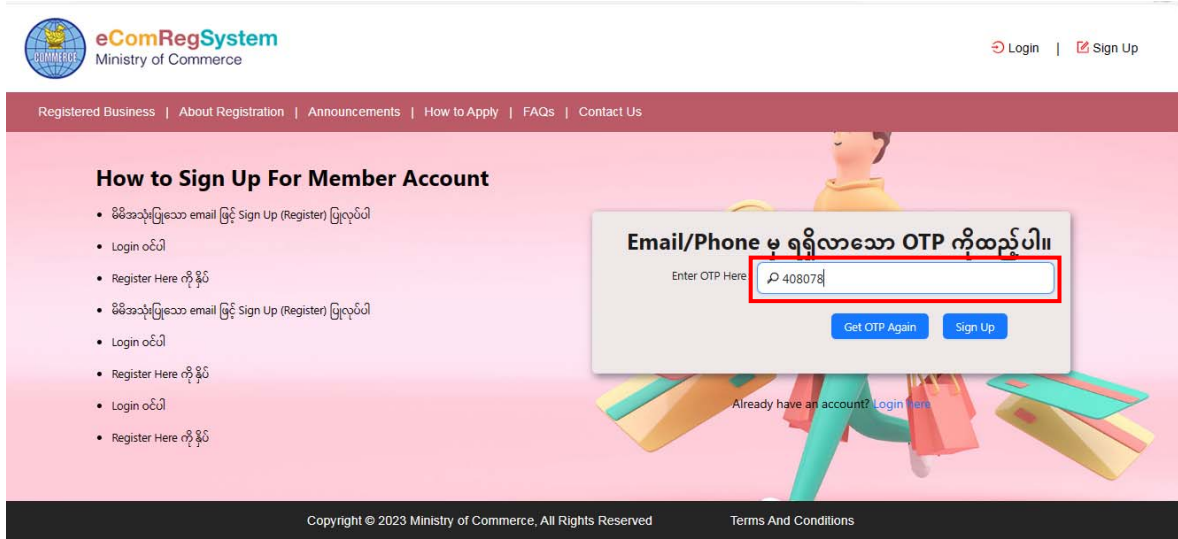 eComRegSystem
Ministry of Commerce
COMMERCE
Login | Sign Up
Registered Business | About Registration | Announcements | How to Apply | FAQs | Contact Us
How to Sign Up For Member Account
• မိမိအသုံးပြုသော email ဖြင့် Sign Up (Register) ပြုလုပ်ပါ
• Login ဝင်ပါ
• Register Here ကို နှိပ်
• မိမိအသုံးပြုသော email ဖြင့် Sign Up (Register) ပြုလုပ်ပါ
• Login ဝင်ပါ
• Register Here ကို နှိပ်
• Login ဝင်ပါ
• Register Here ကို နှိပ်
Email/Phone မှ ရရှိလာသော OTP ကိုထည့်ပါ။
Enter OTP Here: 408078
Get OTP Again
Sign Up
Already have an account? Login here
Copyright © 2023 Ministry of Commerce, All Rights Reserved
Terms And Conditions